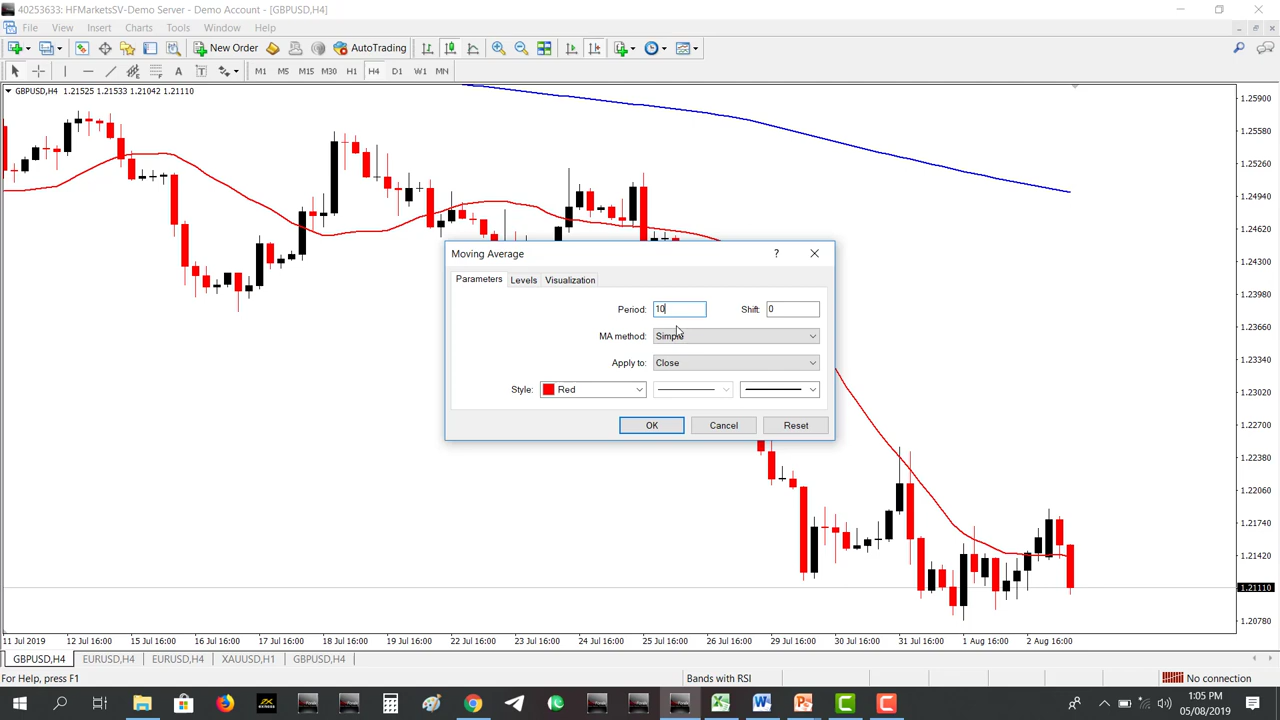 40253633: HFMarketsSV-Demo Server - Demo Account - [GBPUSD,H4]
File View Insert Charts Tools Window Help
New Order AutoTrading
A T M1 M5 M15 M30 H1 H4 D1 W1 MN
GBPUSD,H4 1.21525 1.21533 1.21042 1.21110
1.25900
1.25580
1.25260
1.24940
1.24620
1.24300
1.23980
1.23660
1.23340
1.23020
1.22700
1.22380
1.22060
1.21740
1.21420
1.21110
1.20780
Moving Average ?
Parameters Levels Visualization
Period: 10 Shift: 0
MA method: Simple
Apply to: Close
Style: Red
OK Cancel Reset
11 Jul 2019 12 Jul 16:00 15 Jul 16:00 16 Jul 16:00 17 Jul 16:00 18 Jul 16:00 19 Jul 16:00 22 Jul 16:00 23 Jul 16:00 24 Jul 16:00 25 Jul 16:00 26 Jul 16:00 29 Jul 16:00 30 Jul 16:00 31 Jul 16:00 1 Aug 16:00 2 Aug 16:00
GBPUSD,H4 EURUSD,H4 EURUSD,H4 XAUUSD,H1 GBPUSD,H4
For Help, press F1 Bands with RSI No connection
1:05 PM
05/08/2019